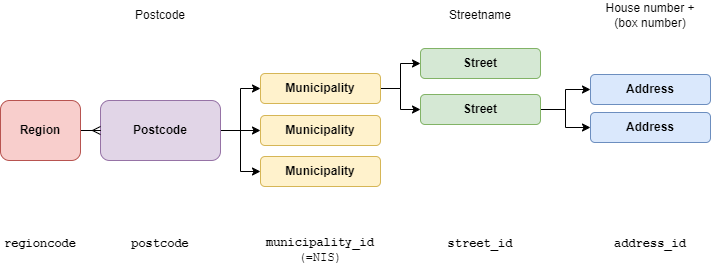 Postcode
Streetname
House number +
(box number)
Region
Postcode
Municipality
Municipality
Municipality
Street
Street
Address
Address
regioncode
postcode
municipality_id
(=NIS)
street_id
address_id